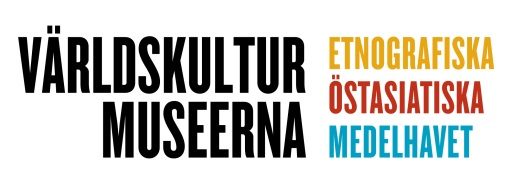 VÄRLDSKULTUR
MUSEERNA
ETNOGRAFISKA
ÖSTASIATISKA
MEDELHAVET